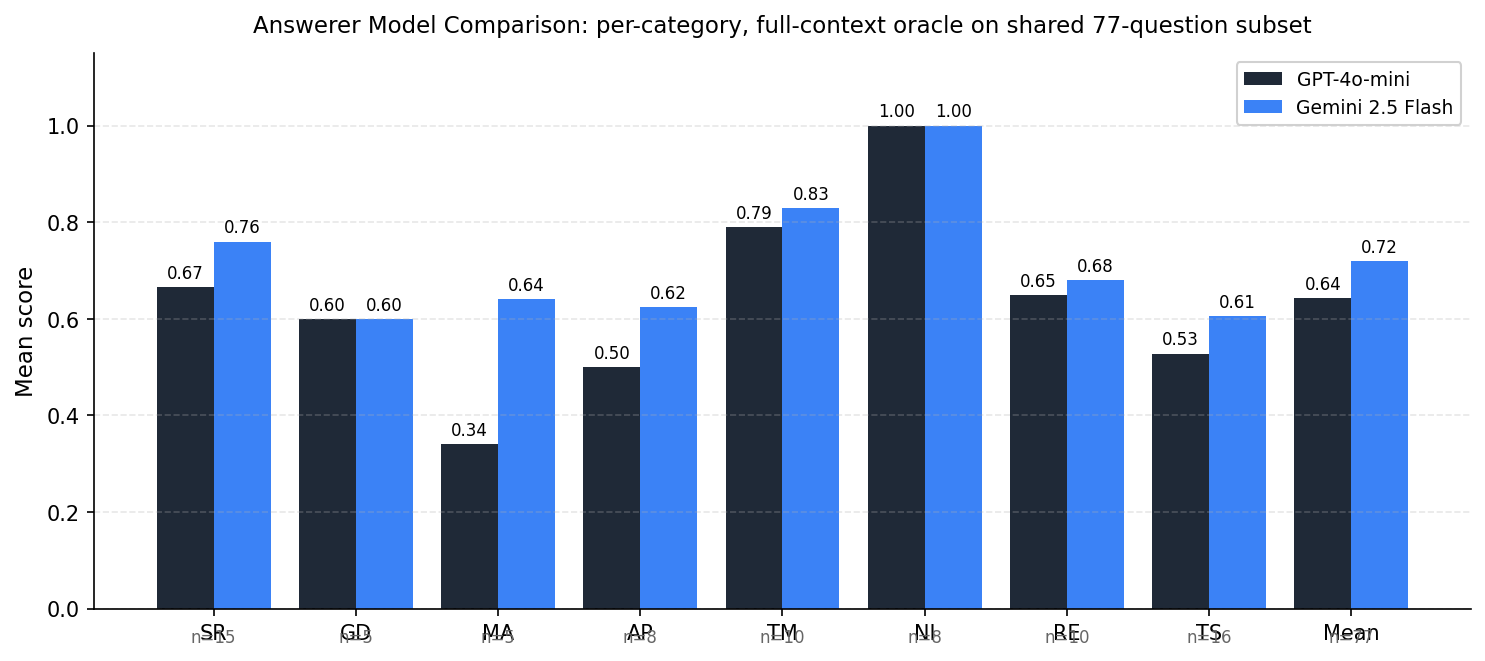 Answerer Model Comparison: per-category, full-context oracle on shared 77-question subset
GPT-4o-mini
Gemini 2.5 Flash
Mean score
1.0
0.8
0.6
0.4
0.2
0.0
0.67 0.76
0.60 0.60
0.34 0.64
0.50 0.62
0.79 0.83
1.00 1.00
0.65 0.68
0.53 0.61
0.64 0.72
SR GD MA TM TS Mean
n=15 n=5 n=5 n=8 n=10 n=8 n=10 n=16 n=77